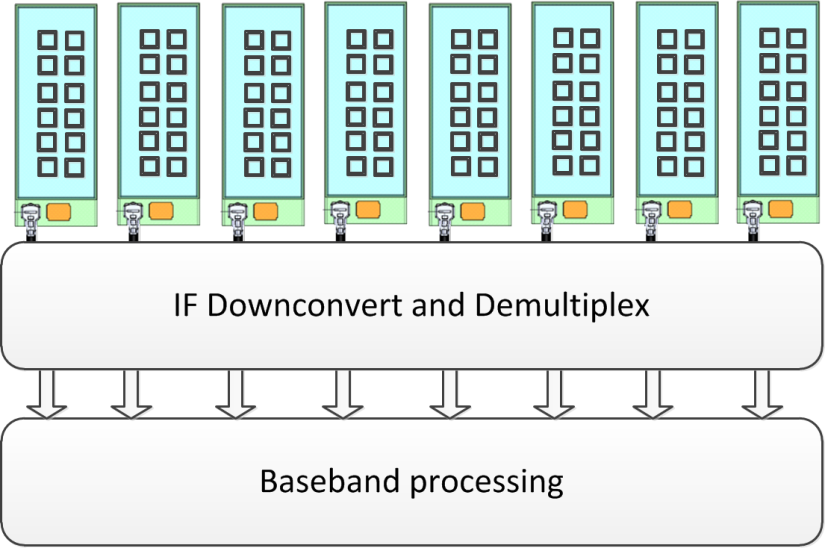 IF Downconvert and Demultiplex
Baseband processing